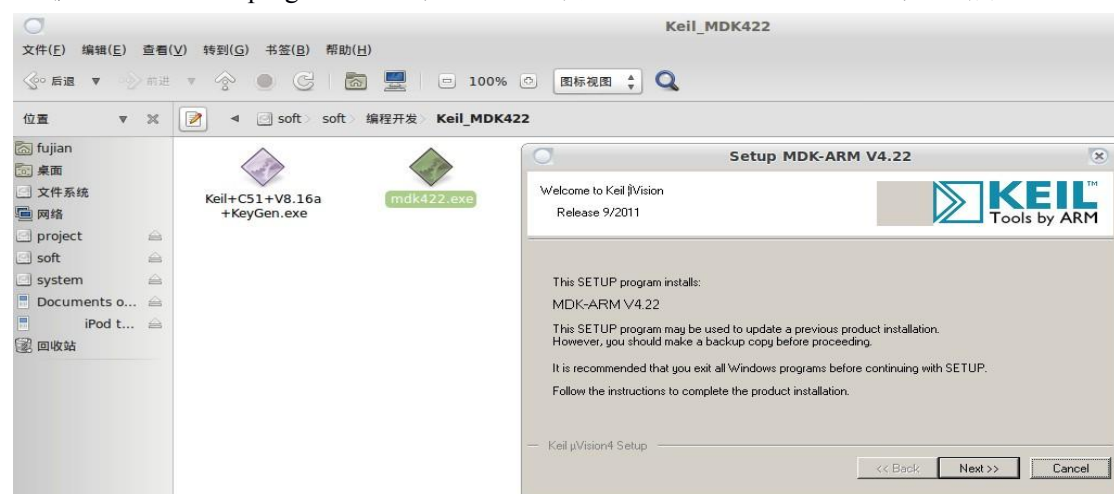 Keil_MDK422
文件(F) 编辑(E) 查看(V) 转到(G) 书签(B) 帮助(H)
后退 前进 100% 图标视图
位置 soft soft 编程开发 Keil_MDK422
fujian
桌面
文件系统
网络
project
soft
system
Documents o...
iPod t...
回收站
Keil+C51+V8.16a
+KeyGen.exe
mdk422.exe
Setup MDK-ARM V4.22
Welcome to Keil µVision
Release 9/2011
KEIL™
Tools by ARM
This SETUP program installs:
MDK-ARM V4.22
This SETUP program may be used to update a previous product installation.
However, you should make a backup copy before proceeding.
It is recommended that you exit all Windows programs before continuing with SETUP.
Follow the instructions to complete the product installation.
Keil µVision4 Setup
<< Back Next >> Cancel